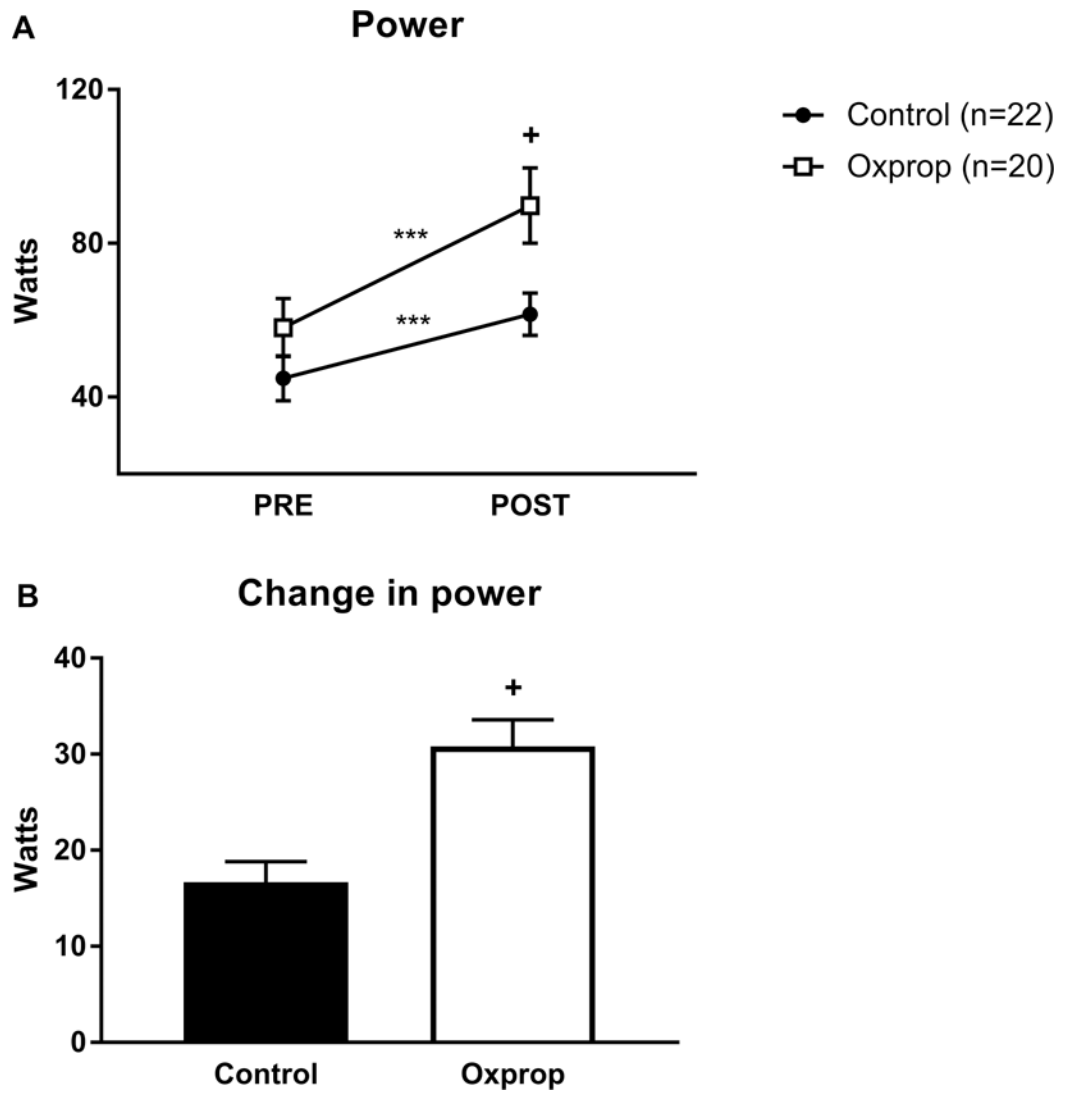 A
Power
120
80
40
Watts
+
***
***
PRE
POST
Control (n=22)
Oxprop (n=20)
B
Change in power
40
30
20
10
0
Watts
+
Control
Oxprop